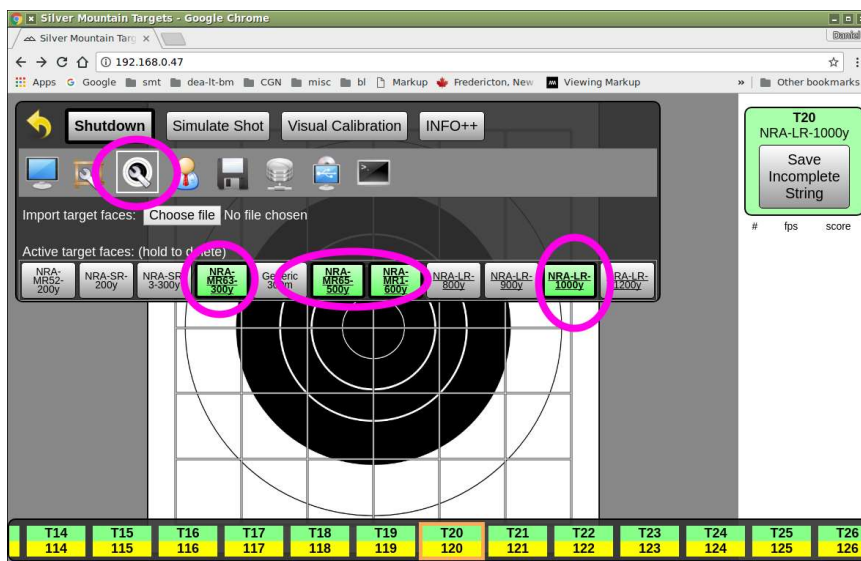 Silver Mountain Targets - Google Chrome
Silver Mountain Targ
Daniel
192.168.0.47
Apps Google smt dea-lt-bm CGN misc bl Markup Fredericton, New Viewing Markup » Other bookmarks
Shutdown Simulate Shot Visual Calibration INFO++
Import target faces: Choose file No file chosen
Active target faces: (hold to delete)
NRA-MR52-200y
NRA-SR-200y
NRA-SR 3-300y
NRA-MR63-300y
NRA-MR65-500y
NRA-MR1-600y
NRA-LR-800y
NRA-LR-900y
NRA-LR-1000y
RA-LR-1200y
T20
NRA-LR-1000y
Save
Incomplete
String
# fps score
T14 T15 T16 T17 T18 T19 T20 T21 T22 T23 T24 T25 T26
114 115 116 117 118 119 120 121 122 123 124 125 126